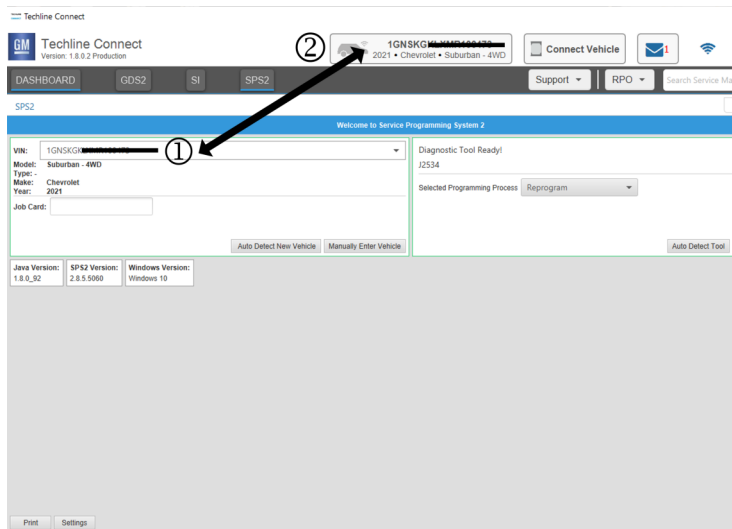 Techline Connect
GM
Techline Connect
Version: 1.8.0.2 Production
②
1GNSKG
2021 • Chevrolet • Suburban - 4WD
Connect Vehicle
1
DASHBOARD
GDS2
SI
SPS2
Support
RPO
Search Service Ma
SPS2
Welcome to Service Programming System 2
VIN:
1GNSKGK
①
Model: Suburban - 4WD
Type: -
Make: Chevrolet
Year: 2021
Job Card:
Auto Detect New Vehicle
Manually Enter Vehicle
Diagnostic Tool Ready!
J2534
Selected Programming Process
Reprogram
Auto Detect Tool
Java Version:
1.8.0_92
SPS2 Version:
2.8.5.5060
Windows Version:
Windows 10
Print
Settings